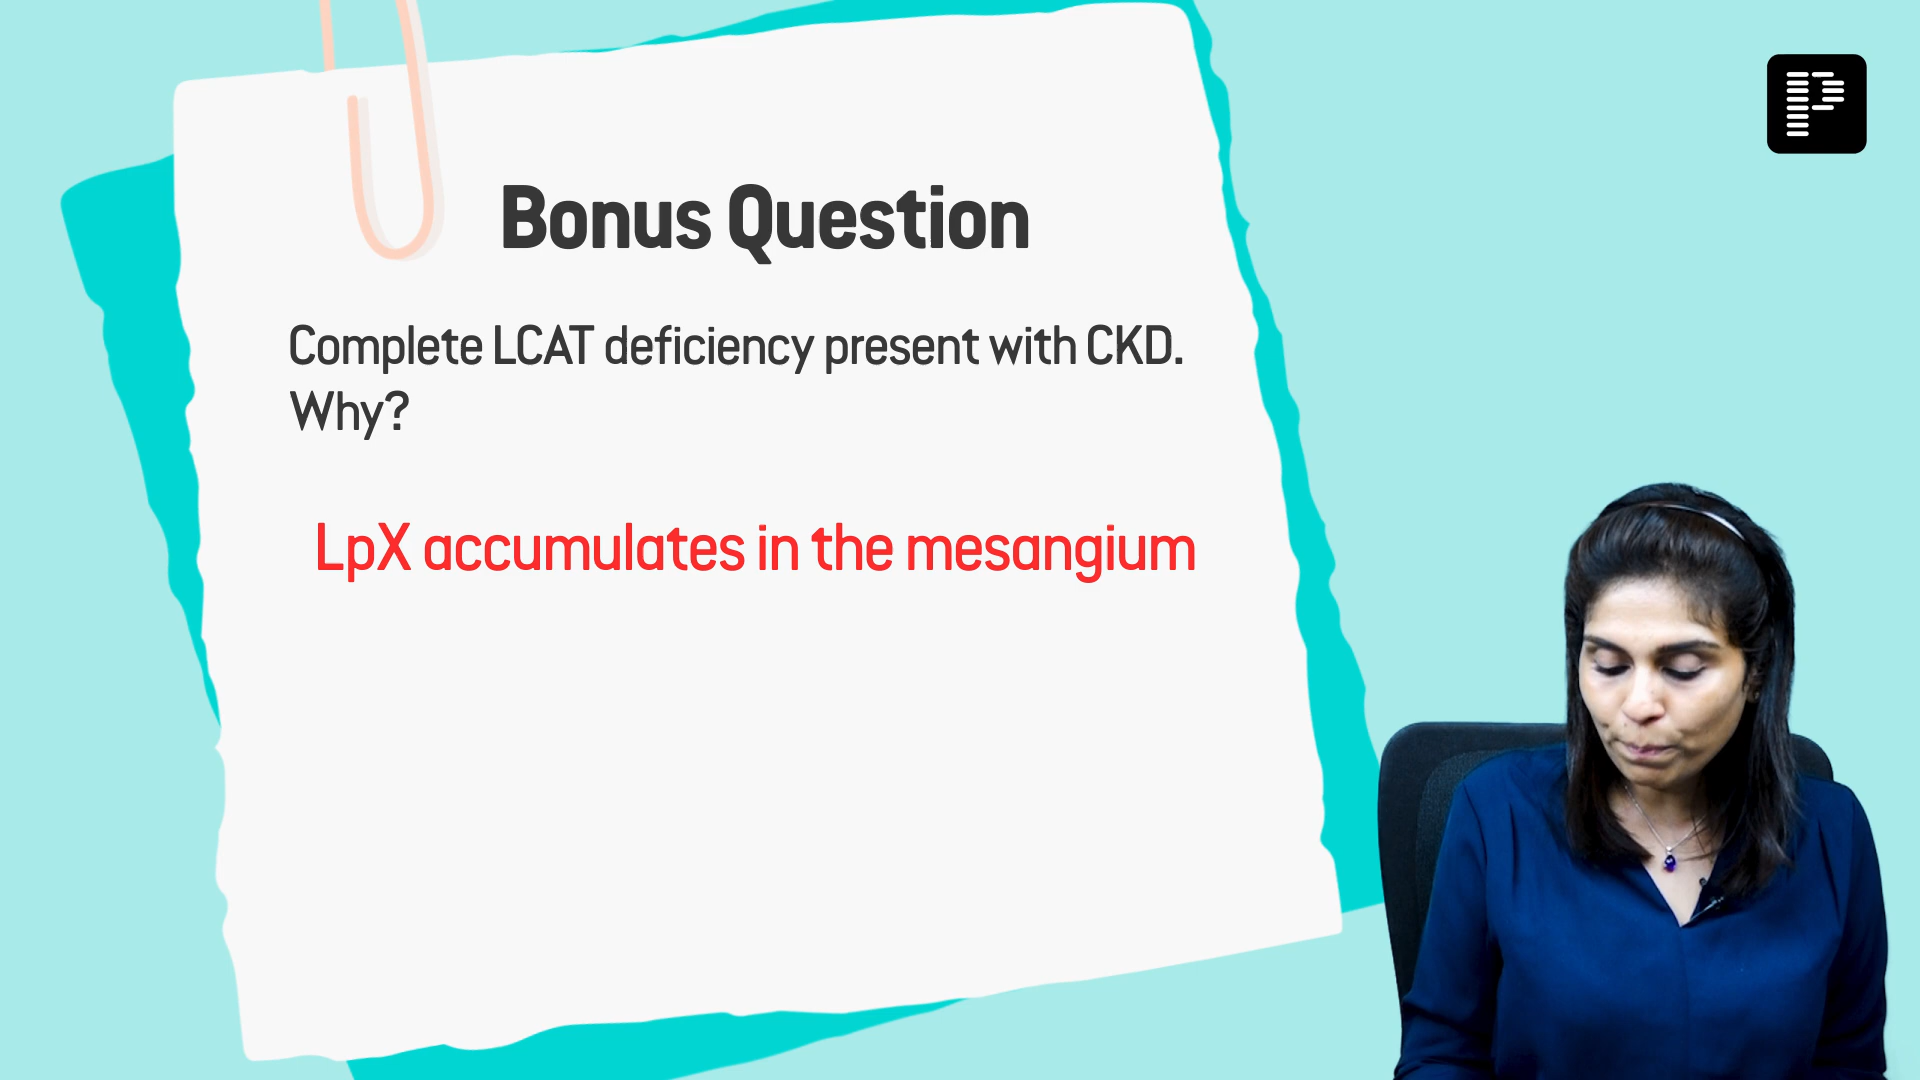 Bonus Question
Complete LCAT deficiency present with CKD.
Why?
LpX accumulates in the mesangium